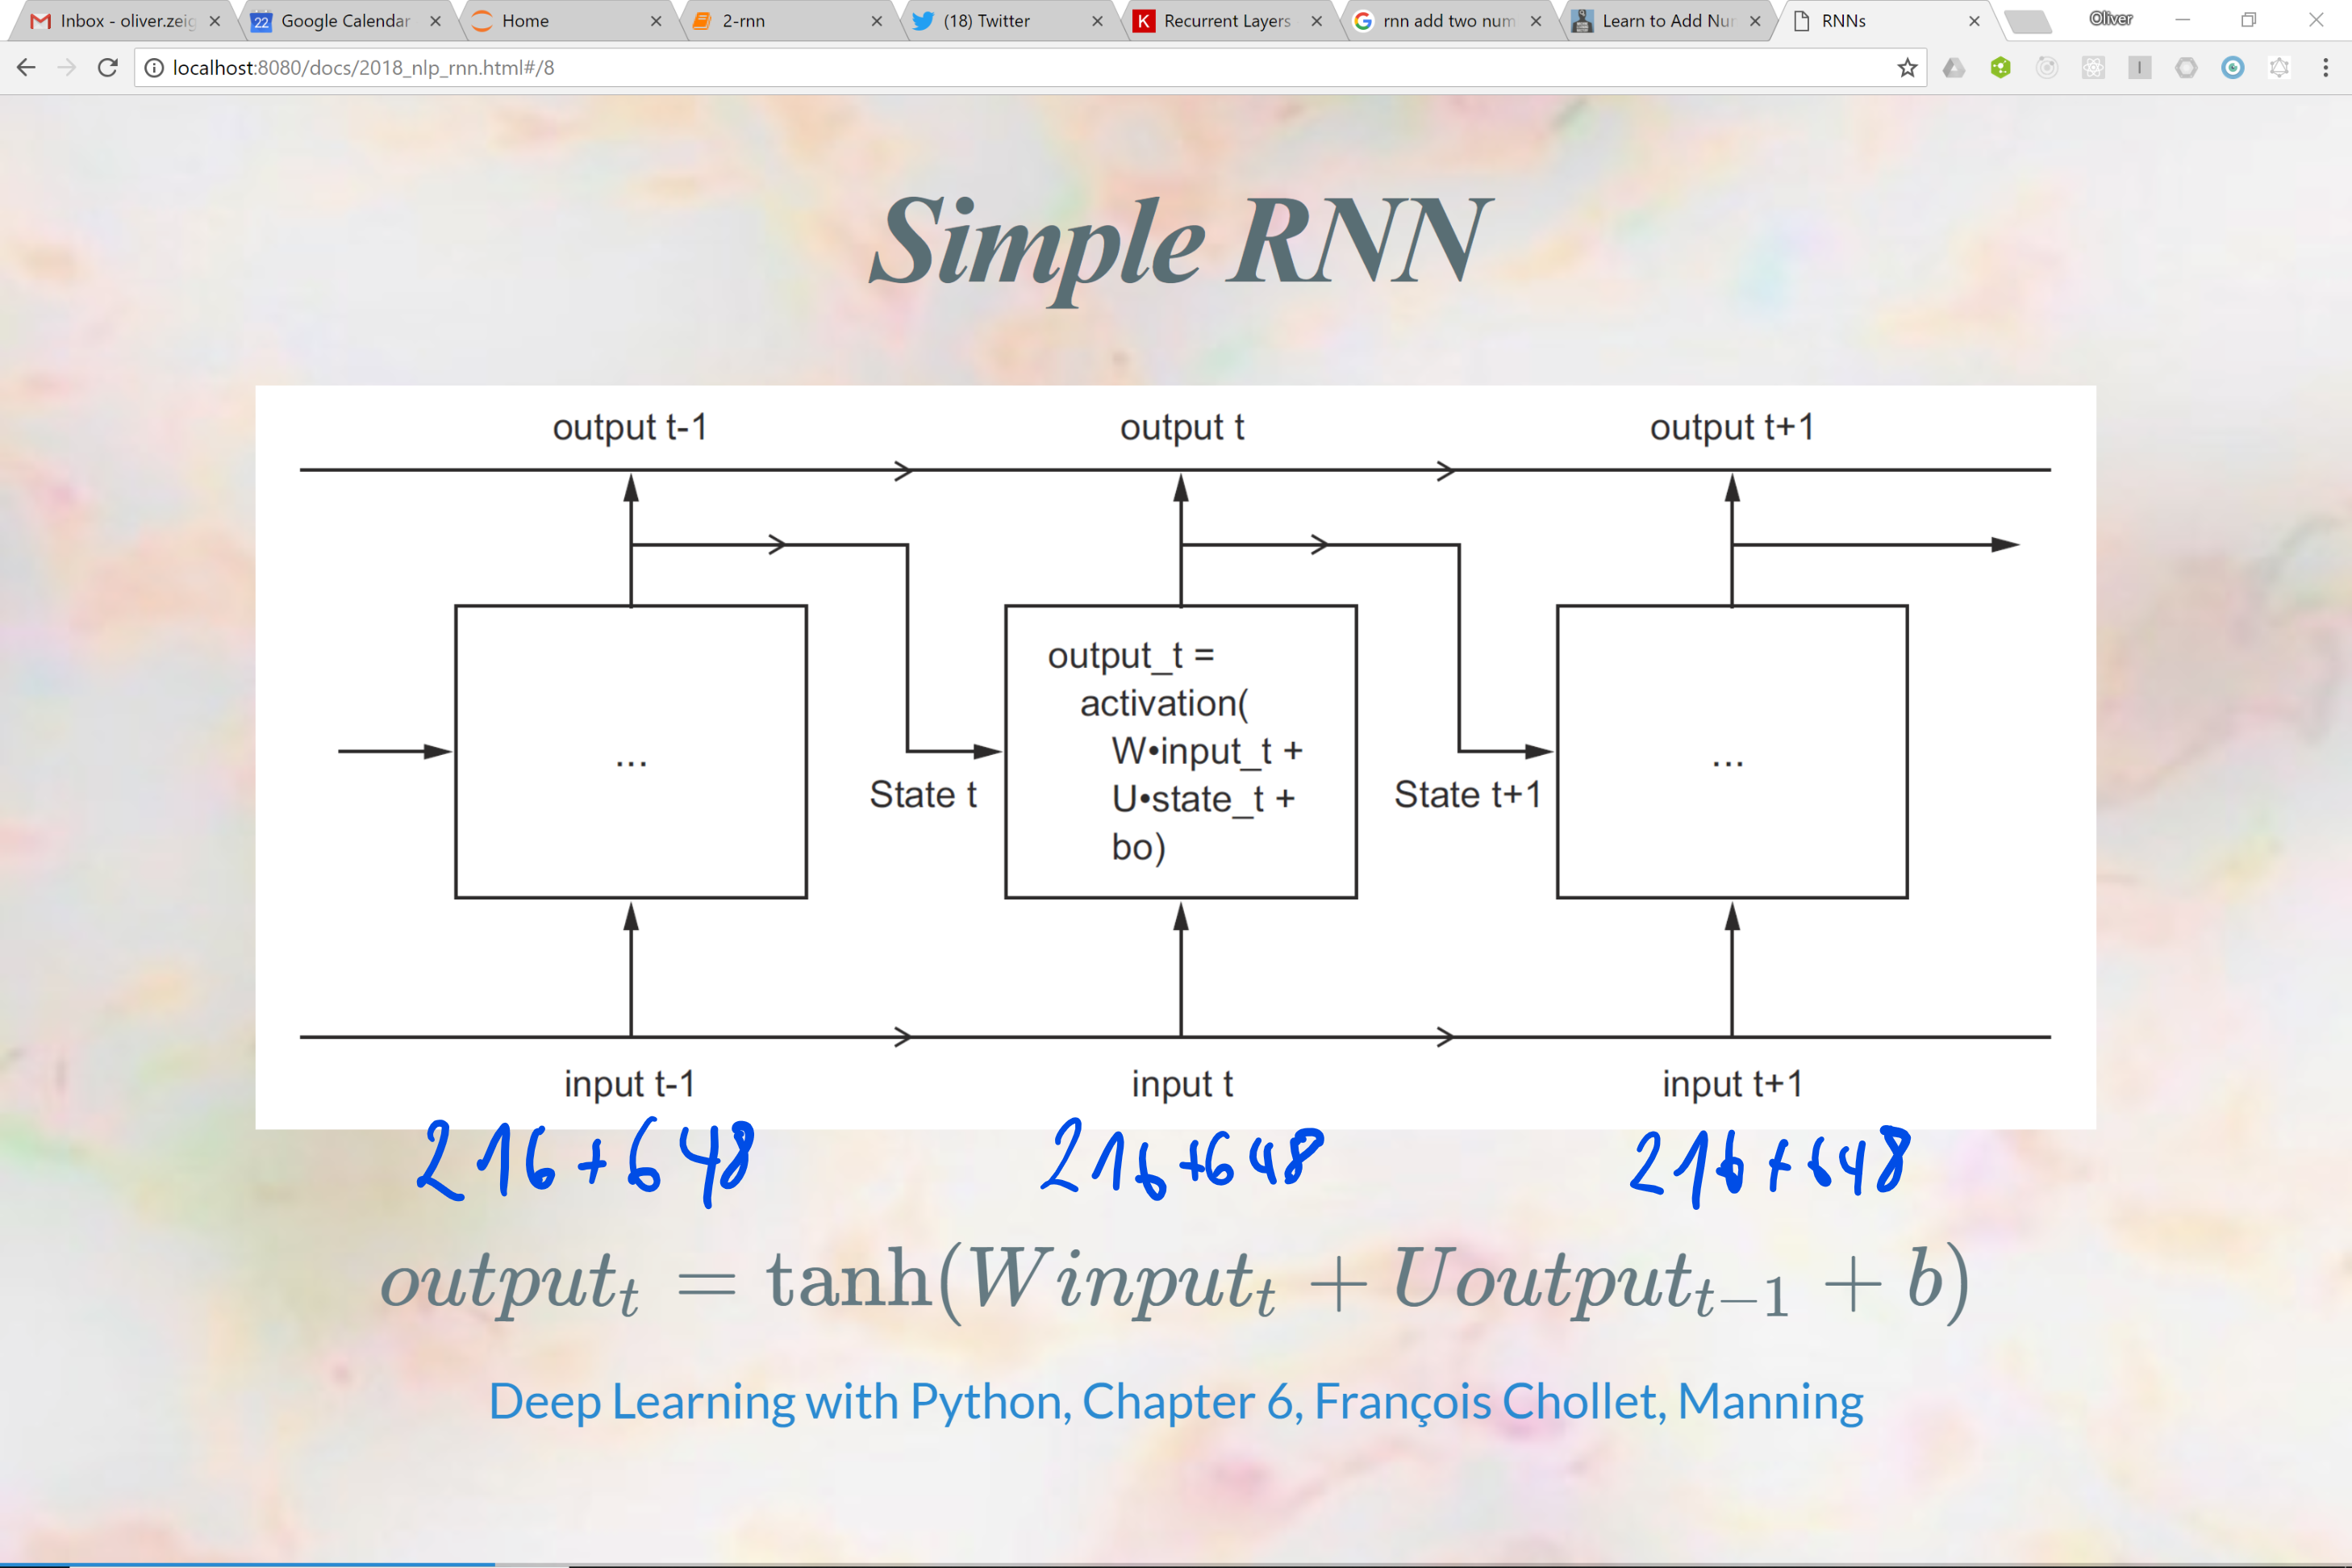 Inbox - oliver.zeig
Google Calendar
Home
2-rnn
(18) Twitter
Recurrent Layers
rnn add two num
Learn to Add Nur
RNNs
Oliver
localhost:8080/docs/2018_nlp_rnn.html#/8
Simple RNN
output t-1
output t
output t+1
output_t =
activation(
W•input_t +
U•state_t +
bo)
...
...
State t
State t+1
input t-1
input t
input t+1
216+648
216+648
216+648
output_t = tanh(W input_t + U output_{t-1} + b)
Deep Learning with Python, Chapter 6, François Chollet, Manning